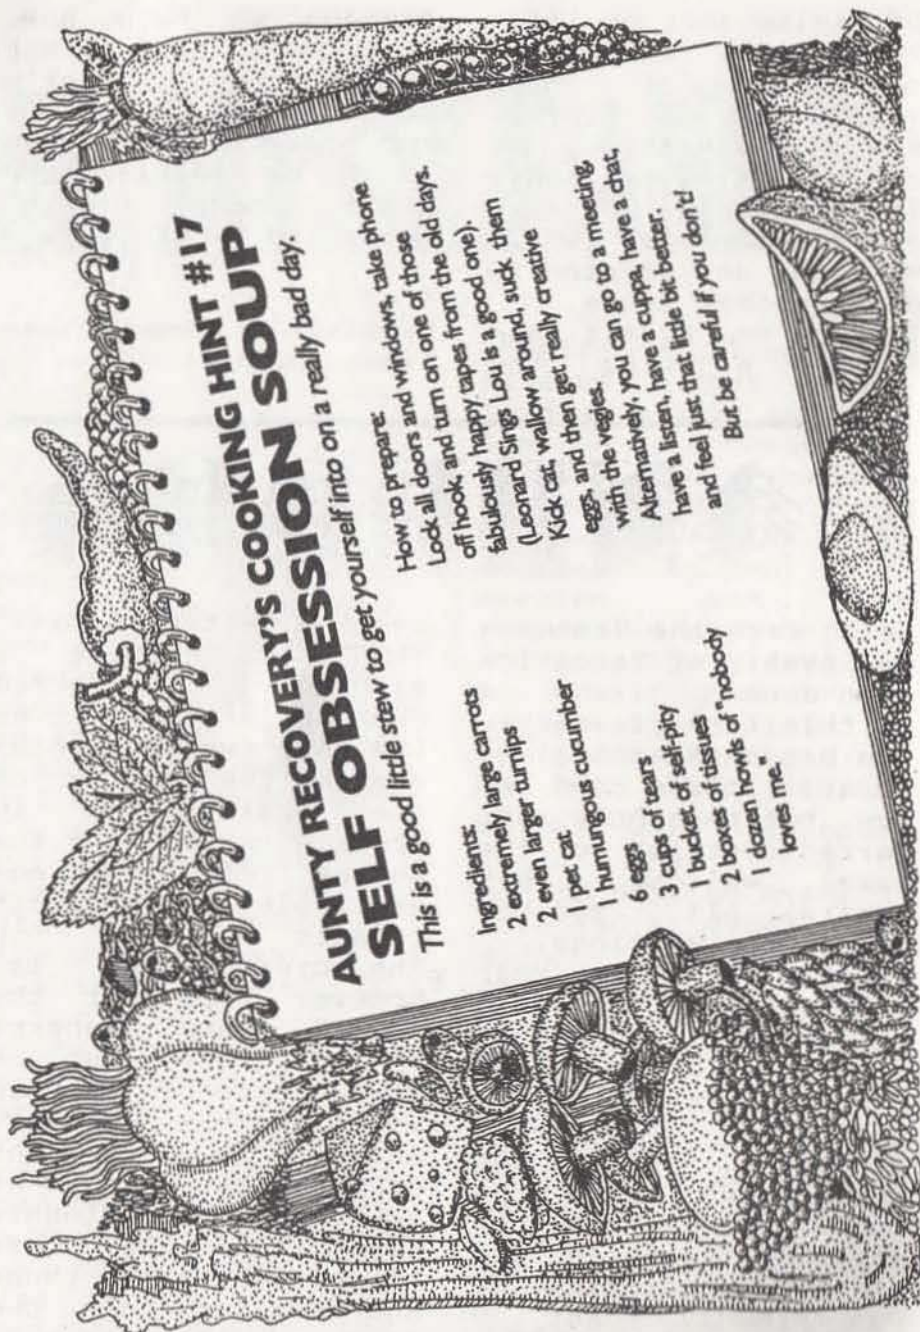 AUNTY RECOVERY'S COOKING HINT #17
SELF OBSESSION SOUP
This is a good little stew to get yourself into on a really bad day.
Ingredients:
2 extremely large carrots
2 even larger turnips
1 pet cat
1 humungous cucumber
6 eggs
3 cups of tears
1 bucket of self-pity
2 boxes of tissues
1 dozen howls of "nobody
loves me."
How to prepare:
Lock all doors and windows, take phone
off hook, and turn on one of those
fabulously happy tapes from the old days.
(Leonard Sings Lou is a good one).
Kick cat, wallow around, suck them
eggs, and then get really creative
with the vegies.
Alternatively, you can go to a meeting,
have a listen, have a cuppa, have a chat,
and feel just that little bit better.
But be careful if you don't!